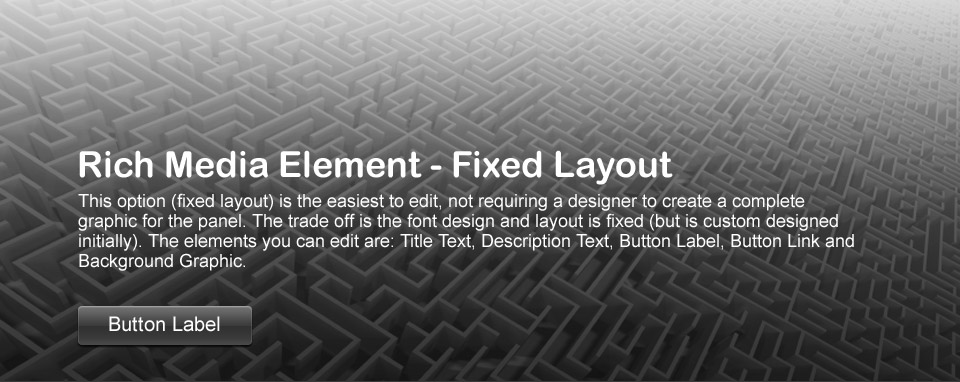 Rich Media Element - Fixed Layout
This option (fixed layout) is the easiest to edit, not requiring a designer to create a complete
graphic for the panel. The trade off is the font design and layout is fixed (but is custom designed
initially). The elements you can edit are: Title Text, Description Text, Button Label, Button Link and
Background Graphic.
Button Label